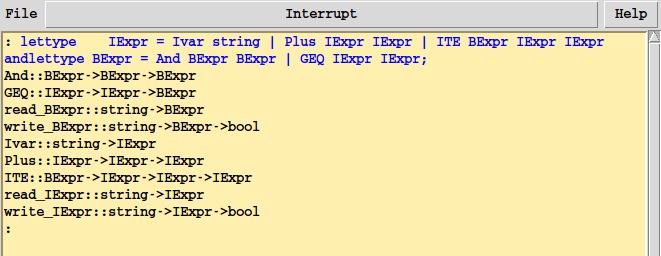 File Interrupt Help
: lettype    IExpr = Ivar string | Plus IExpr IExpr | ITE BExpr IExpr IExpr
andlettype BExpr = And BExpr BExpr | GEQ IExpr IExpr;
And::BExpr->BExpr->BExpr
GEQ::IExpr->IExpr->BExpr
read_BExpr::string->BExpr
write_BExpr::string->BExpr->bool
Ivar::string->IExpr
Plus::IExpr->IExpr->IExpr
ITE::BExpr->IExpr->IExpr->IExpr
read_IExpr::string->IExpr
write_IExpr::string->IExpr->bool
: